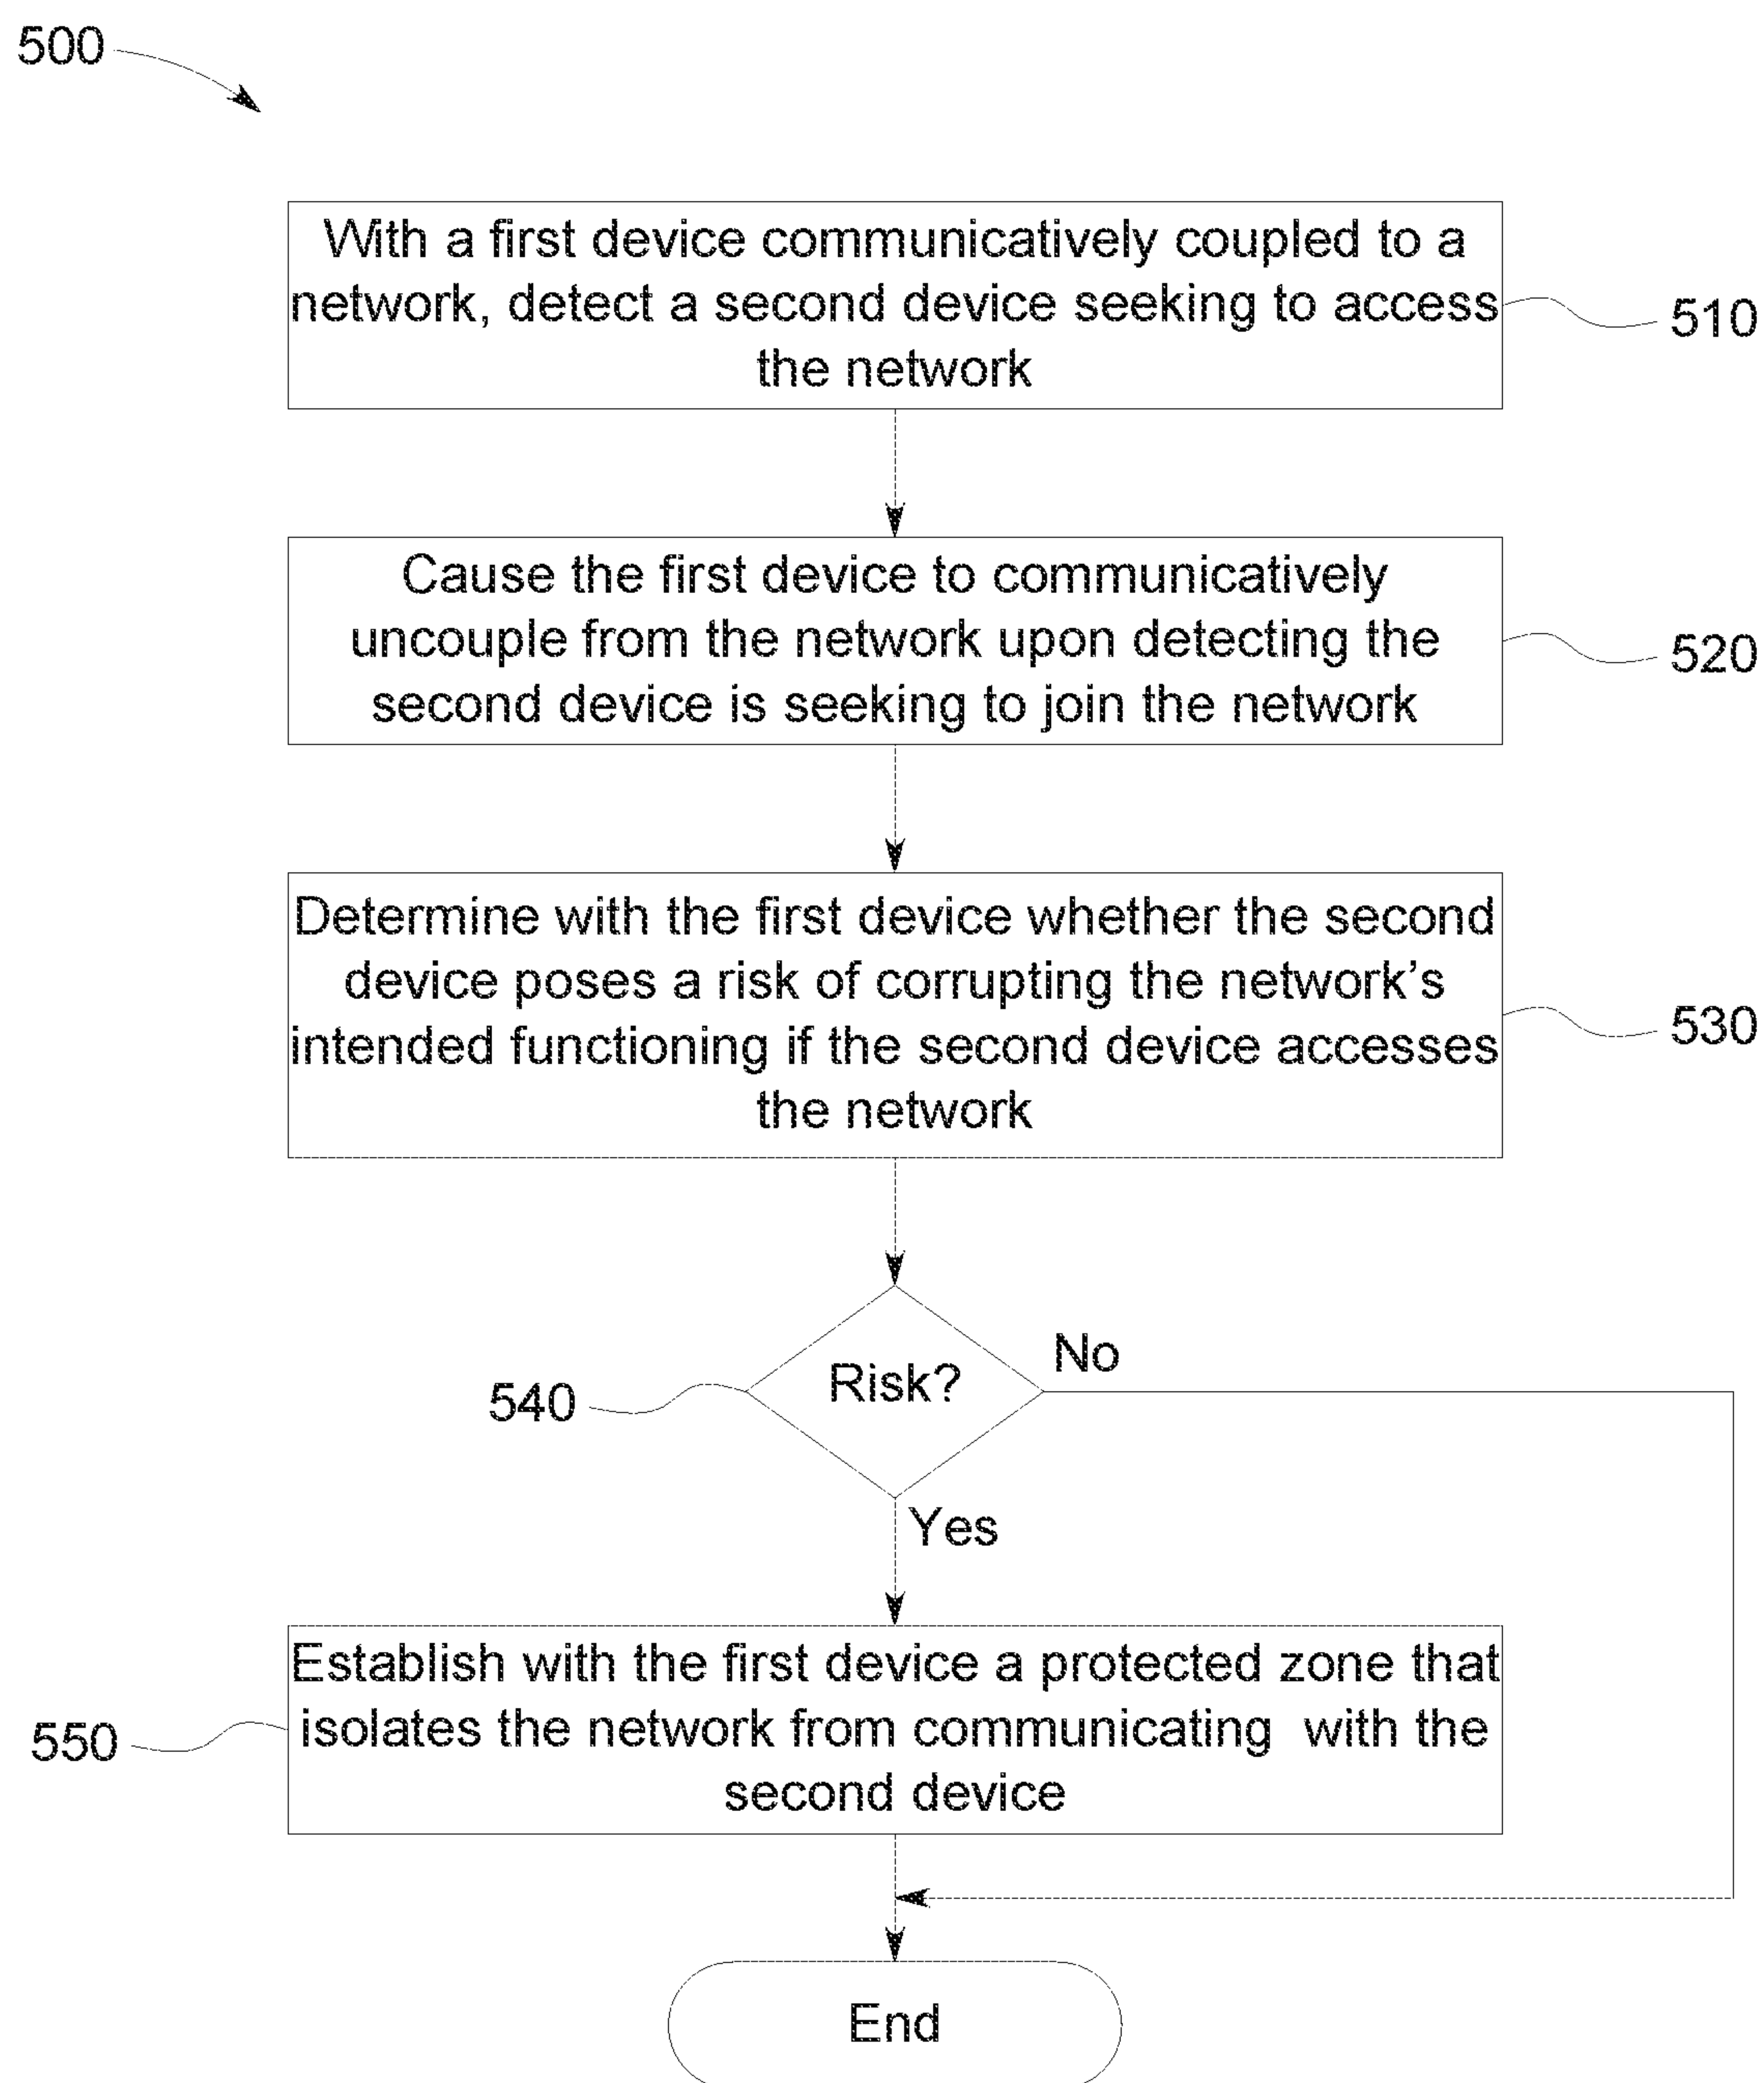 500
With a first device communicatively coupled to a
network, detect a second device seeking to access
the network
510
Cause the first device to communicatively
uncouple from the network upon detecting the
second device is seeking to join the network
520
Determine with the first device whether the second
device poses a risk of corrupting the network’s
intended functioning if the second device accesses
the network
530
Risk?
No
540
Yes
Establish with the first device a protected zone that
isolates the network from communicating  with the
second device
550
End